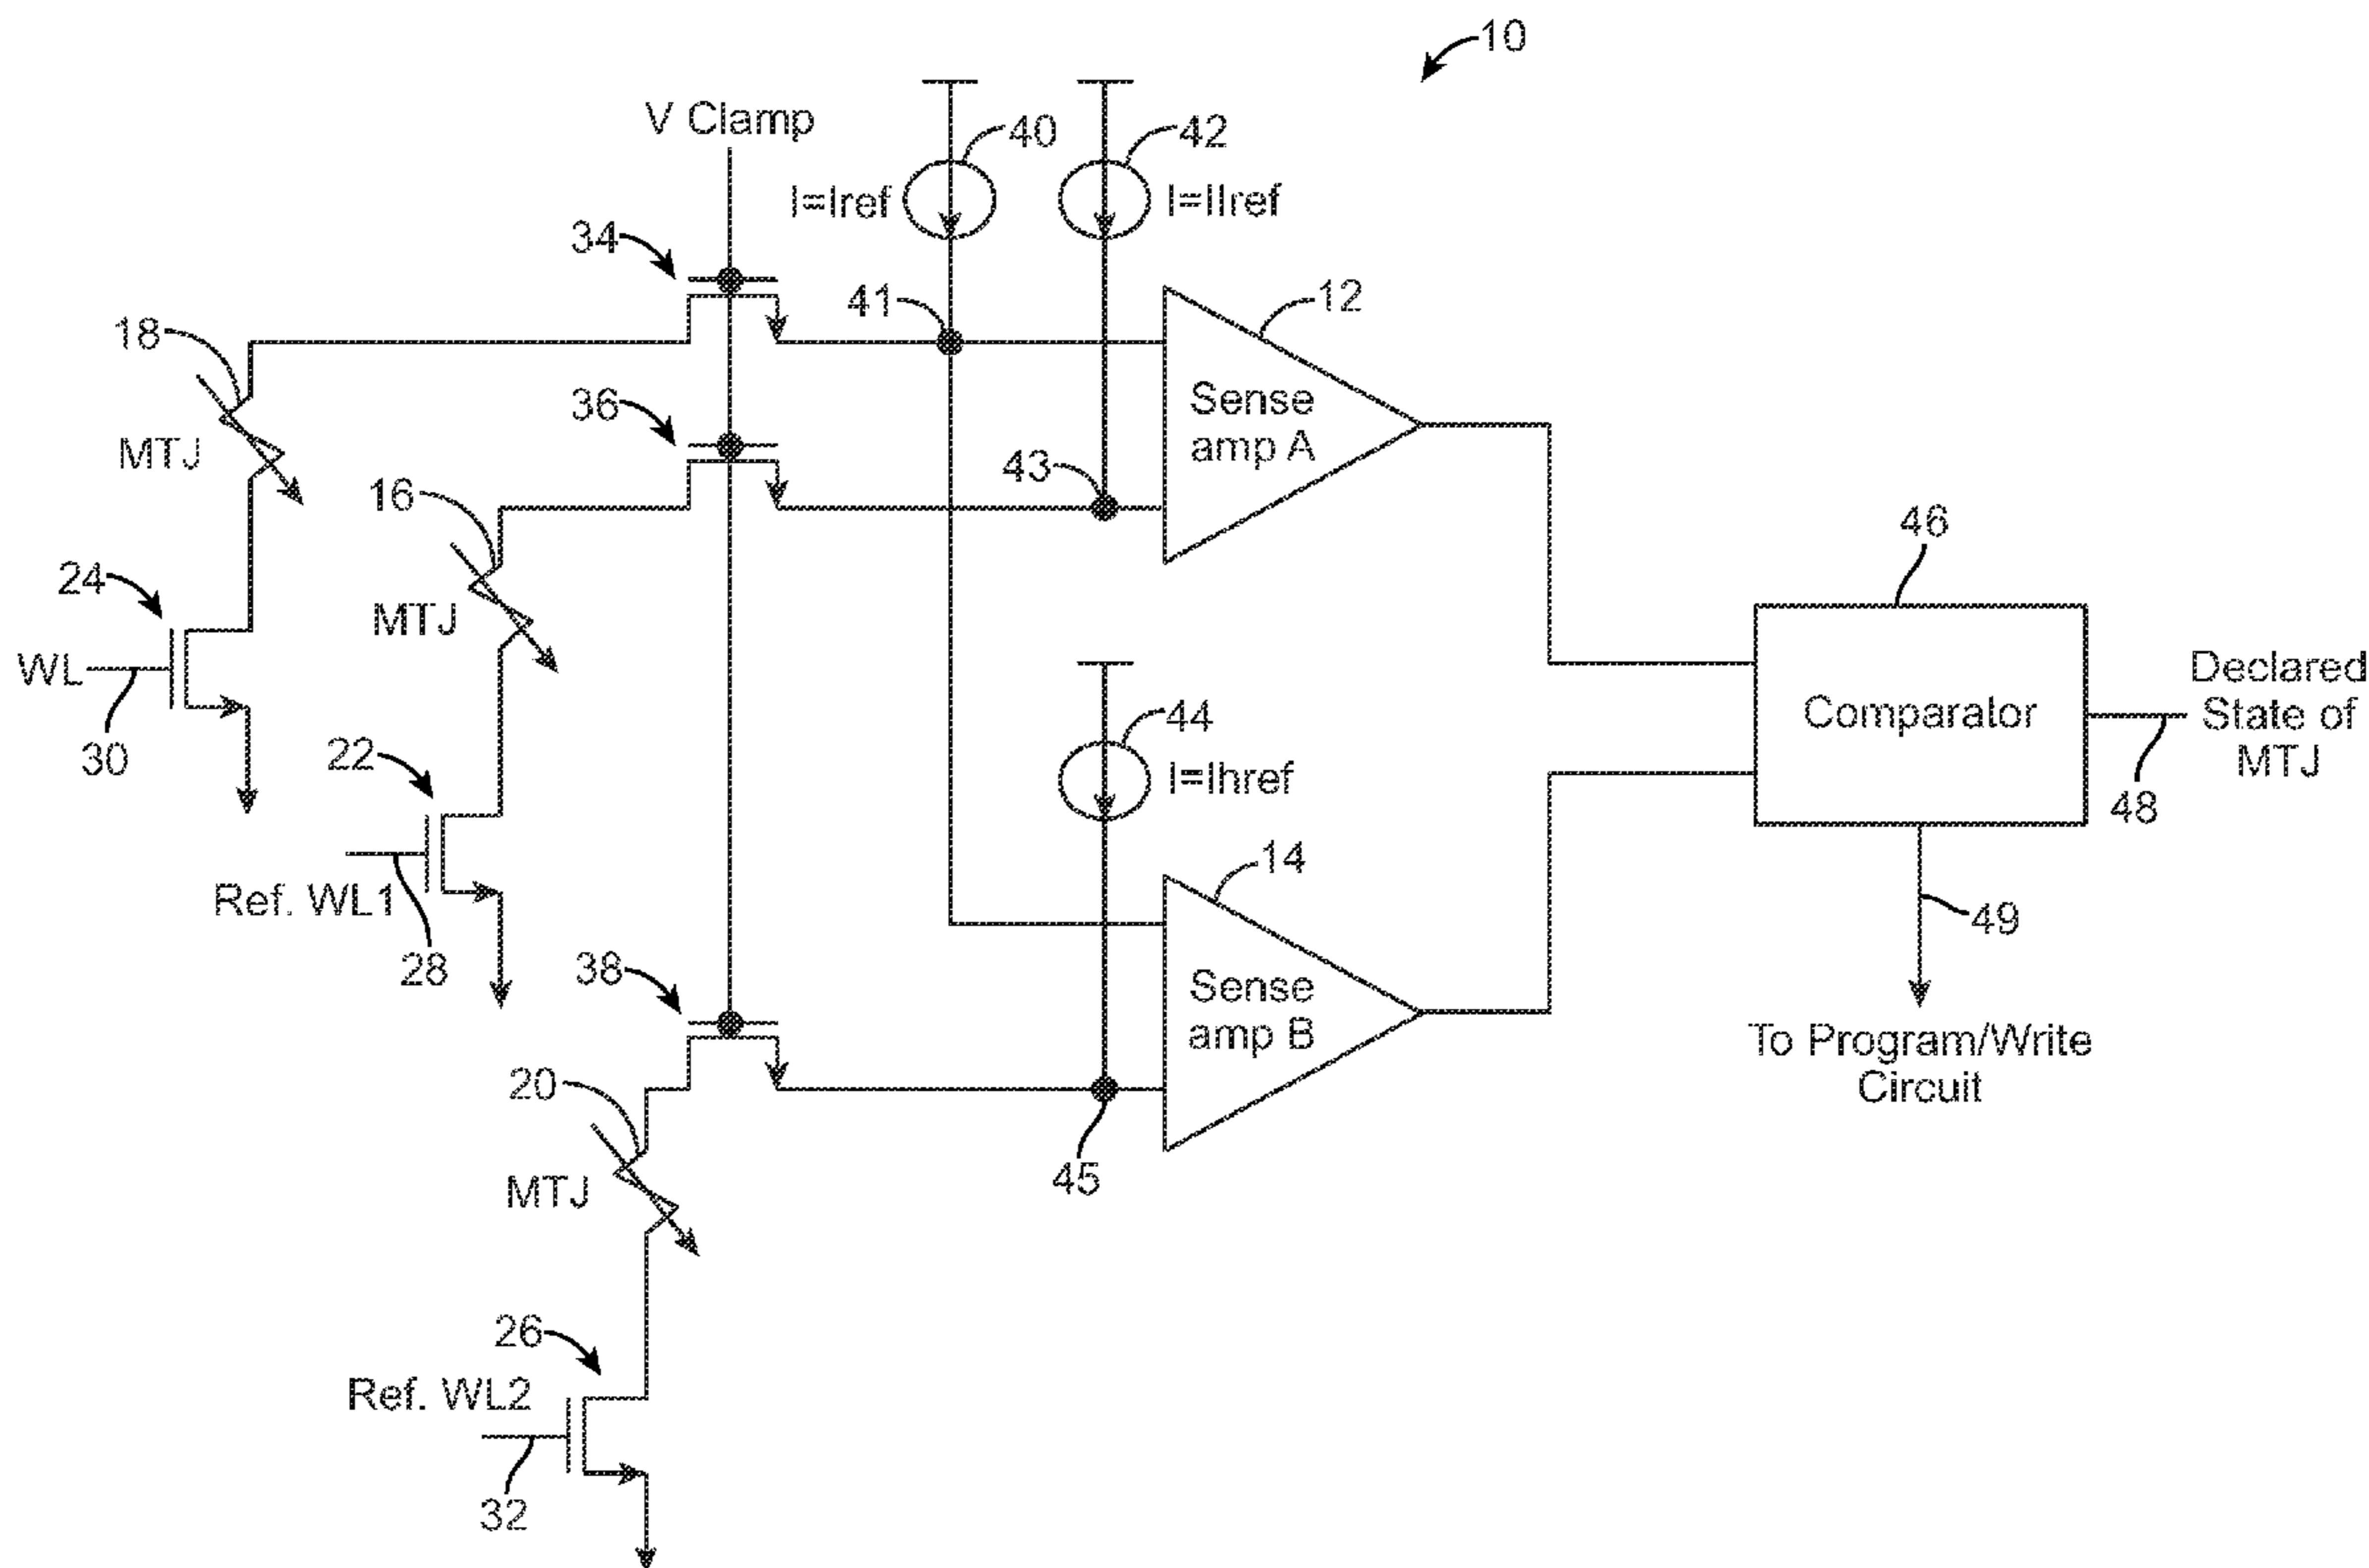 10
V Clamp
40
42
I=Iref
I=IIref
34
41
12
18
36
Sense
amp A
MTJ
43
16
46
24
MTJ
Comparator
Declared
State of
MTJ
WL
30
44
48
22
I=Ihref
14
Ref. WL1
49
28
38
Sense
amp B
To Program/Write
Circuit
20
MTJ
45
26
Ref. WL2
32